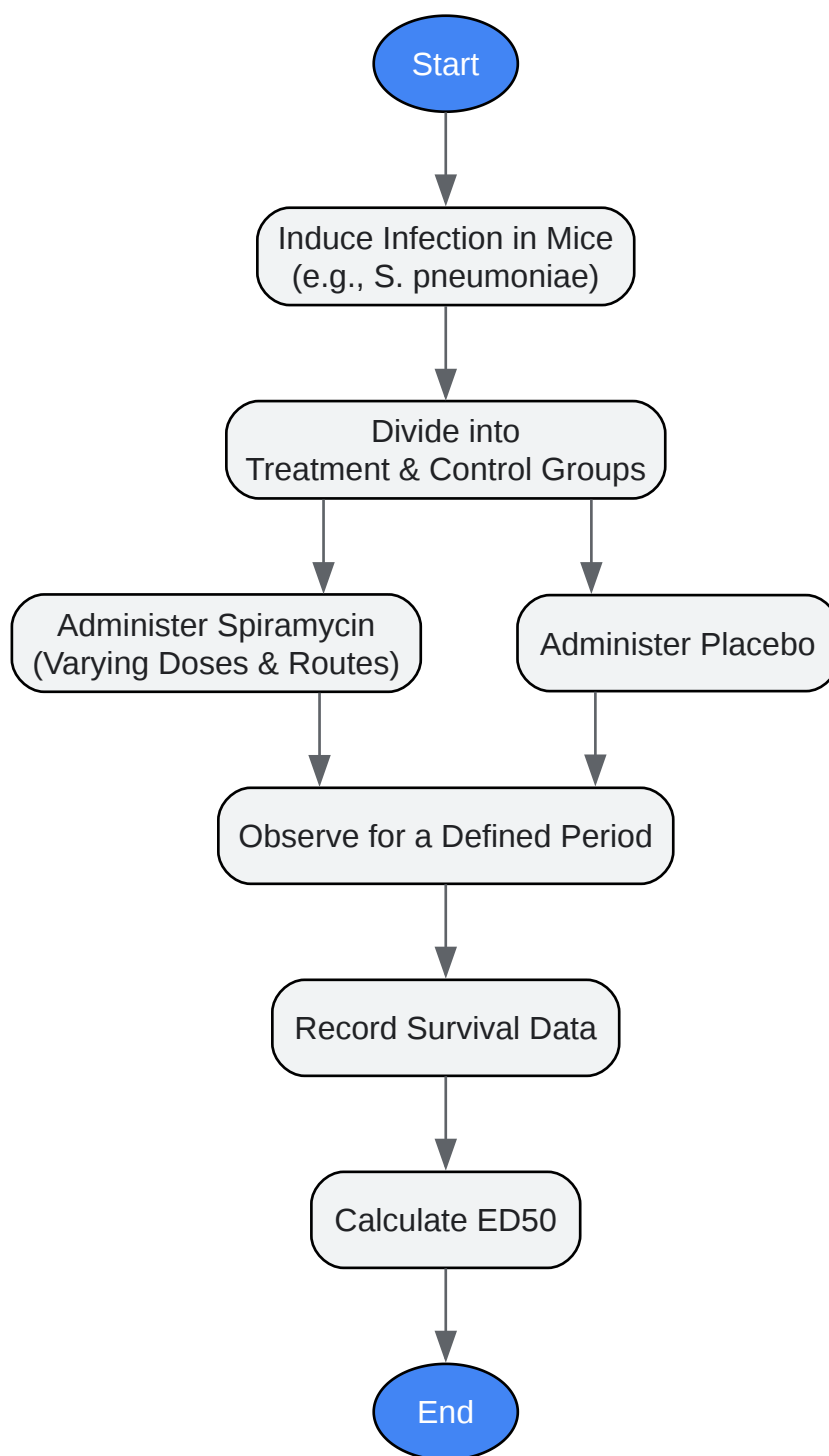 Start
Induce Infection in Mice
(e.g., S. pneumoniae)
Divide into
Treatment & Control Groups
Administer Spiramycin
(Varying Doses & Routes)
Administer Placebo
Observe for a Defined Period
Record Survival Data
Calculate ED50
End